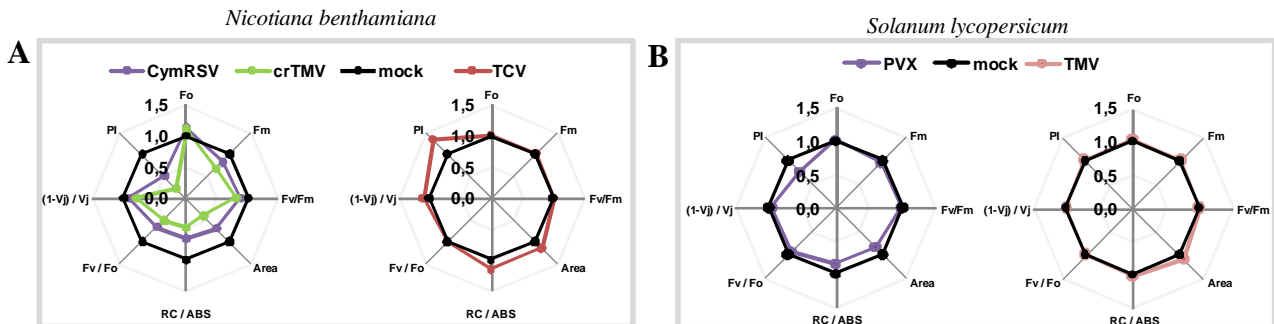 Nicotiana benthamiana
Solanum lycopersicum
A
CymRSV crTMV mock TCV
Fo
1,5
1,0
0,5
0,0
Fm
Fv/Fm
Area
RC / ABS
Fv / Fo
(1-Vj) / Vj
PI
Fo
1,5
1,0
0,5
0,0
Fm
Fv/Fm
Area
RC / ABS
Fv / Fo
(1-Vj) / Vj
PI
B
PVX mock TMV
Fo
1,5
1,0
0,5
0,0
Fm
Fv/Fm
Area
RC / ABS
Fv / Fo
(1-Vj) / Vj
PI
Fo
1,5
1,0
0,5
0,0
Fm
Fv/Fm
Area
RC / ABS
Fv / Fo
(1-Vj) / Vj
PI